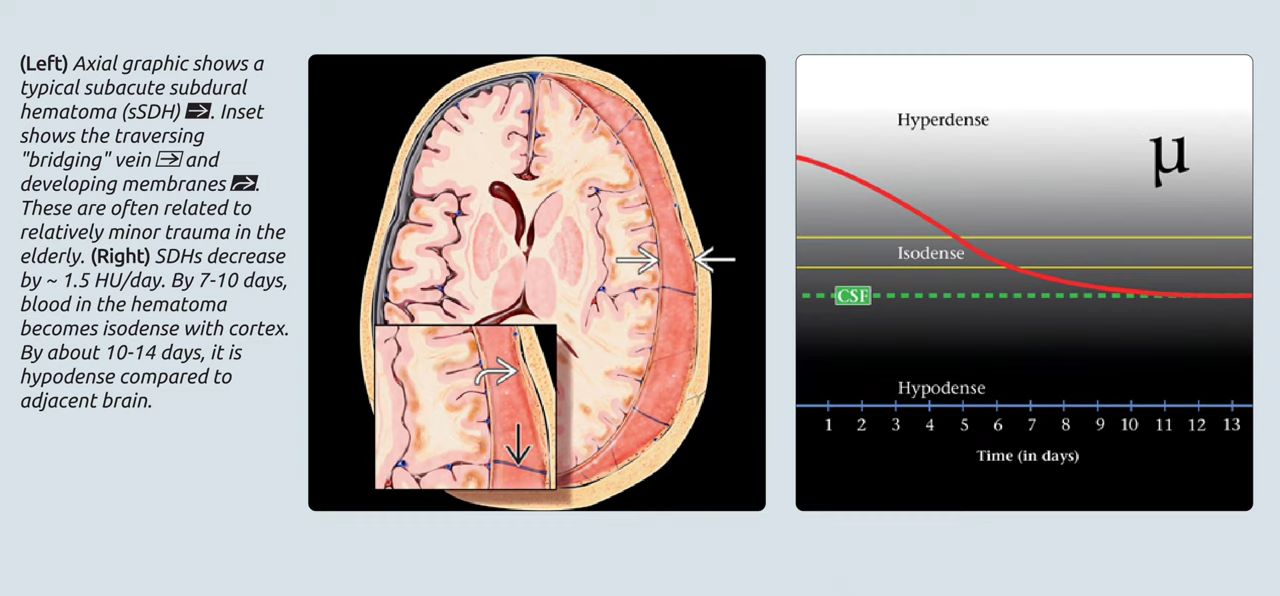 (Left) Axial graphic shows a
typical subacute subdural
hematoma (sSDH) ➡. Inset
shows the traversing
"bridging" vein ➡ and
developing membranes ↷.
These are often related to
relatively minor trauma in the
elderly. (Right) SDHs decrease
by ~ 1.5 HU/day. By 7-10 days,
blood in the hematoma
becomes isodense with cortex.
By about 10-14 days, it is
hypodense compared to
adjacent brain.
Hyperdense
μ
Isodense
CSF
Hypodense
1 2 3 4 5 6 7 8 9 10 11 12 13
Time (in days)